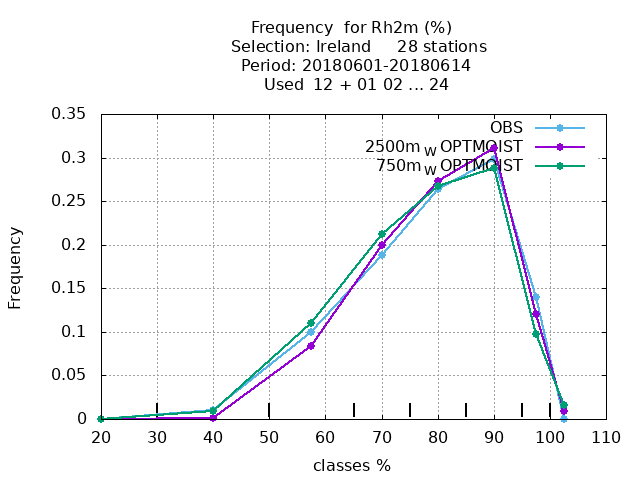 Frequency  for Rh2m (%)
Selection: Ireland     28 stations
Period: 20180601-20180614
Used  12 + 01 02 ... 24
OBS
2500m W OPTMOIST
750m W OPTMOIST
0.35
0.3
0.25
0.2
0.15
0.1
0.05
0
Frequency
20 30 40 50 60 70 80 90 100 110
classes %